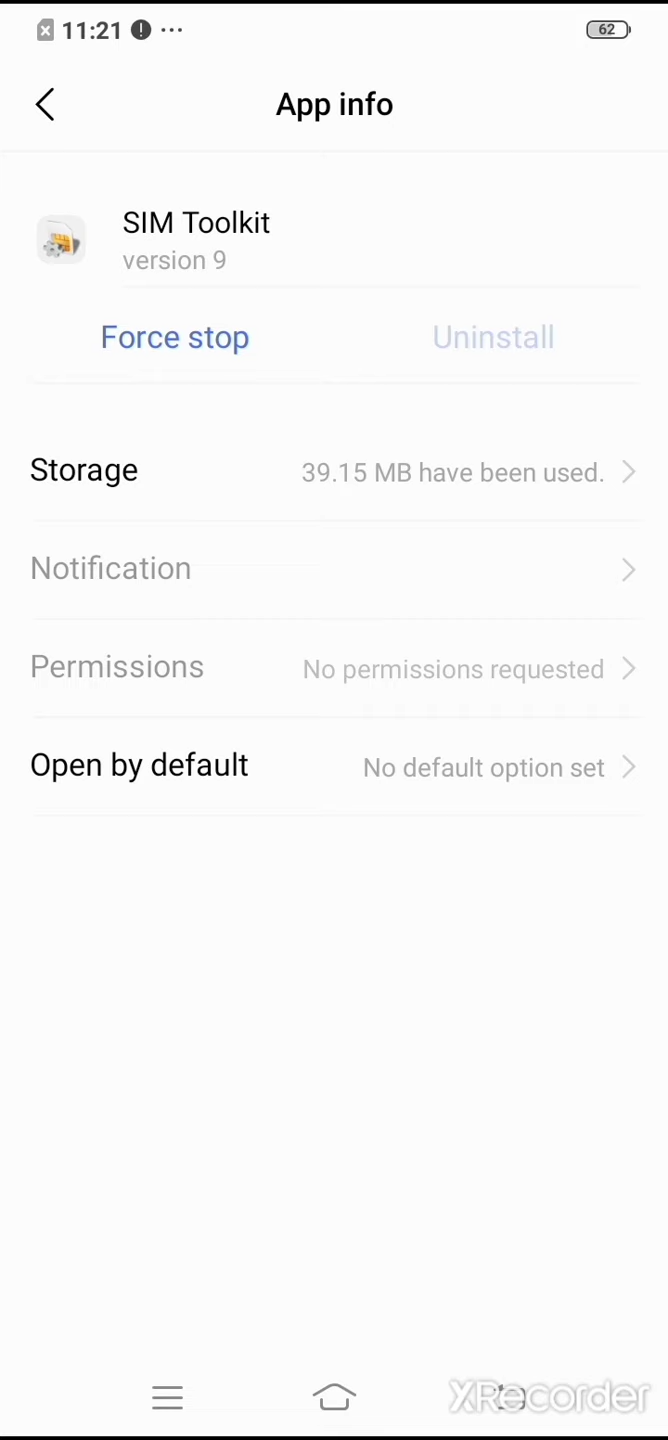 11:21
62
App info
SIM Toolkit
version 9
Force stop
Uninstall
Storage
39.15 MB have been used.
Notification
Permissions
No permissions requested
Open by default
No default option set
XRecorder